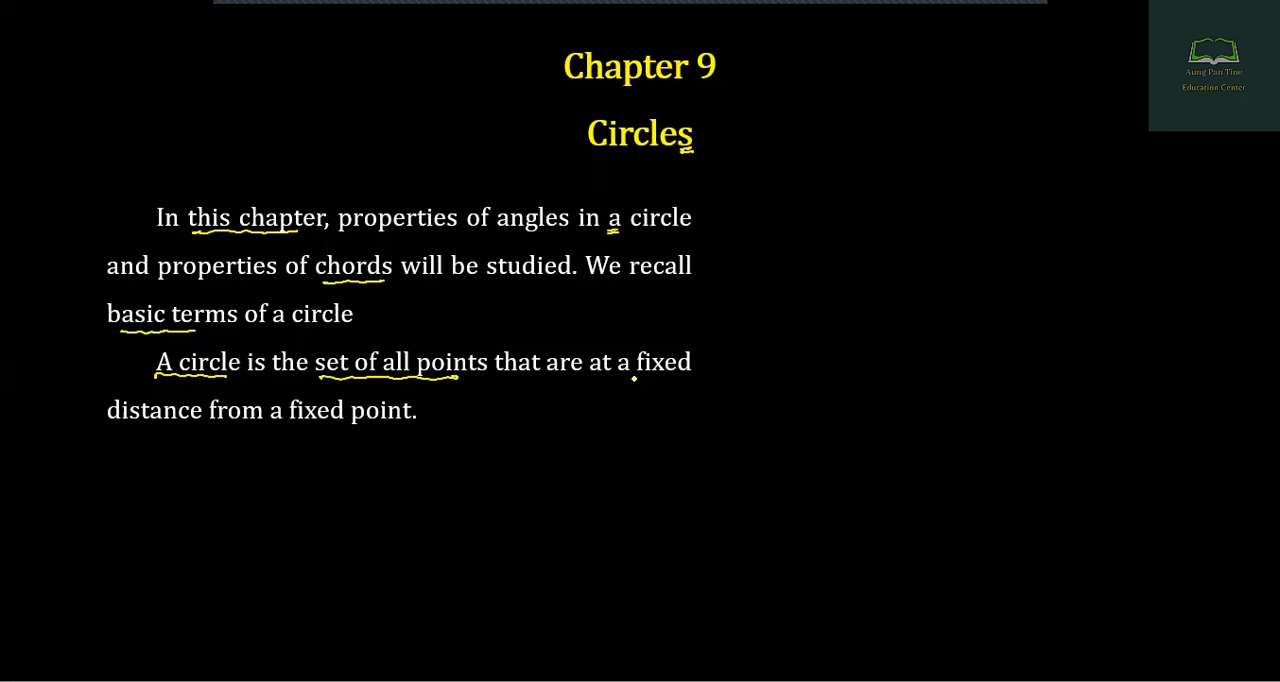 Chapter 9
Aung Pan Tine
Education Center
Circles
In this chapter, properties of angles in a circle
and properties of chords will be studied. We recall
basic terms of a circle
A circle is the set of all points that are at a fixed
distance from a fixed point.